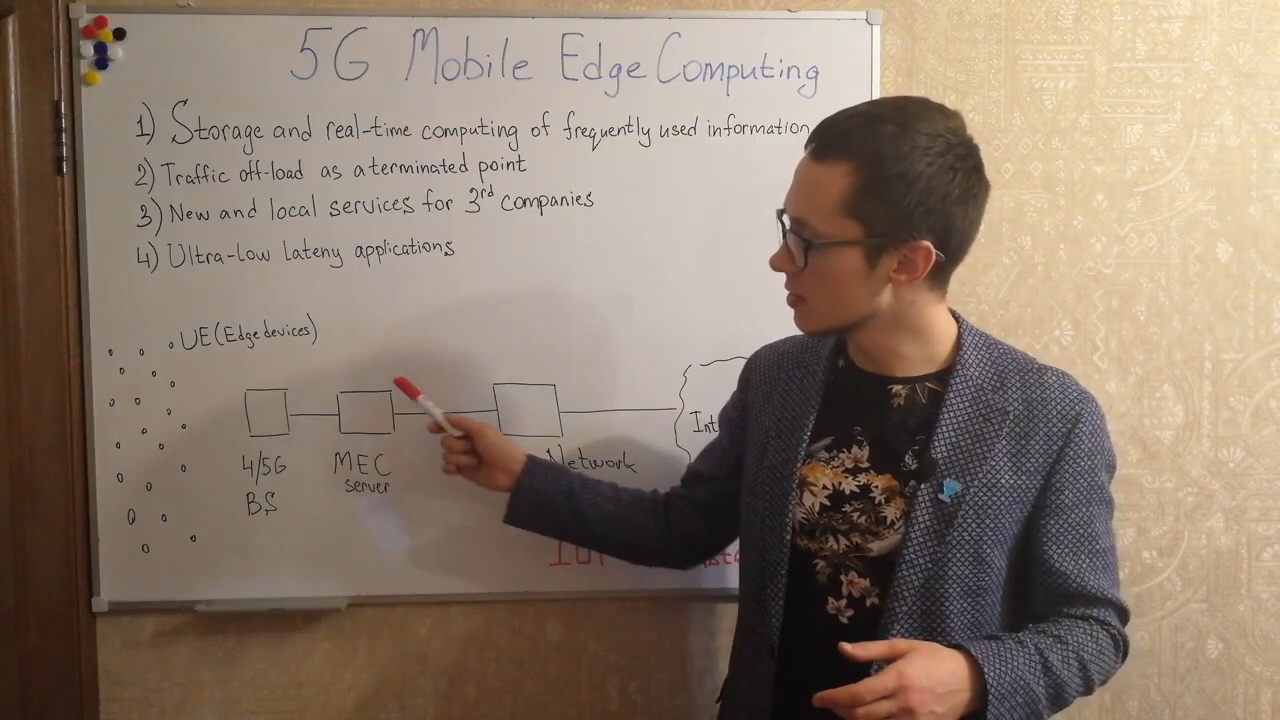 5G Mobile Edge Computing
1) Storage and real-time computing of frequently used information
2) Traffic off-load as a terminated point
3) New and local services for 3rd companies
4) Ultra-low lateny applications
UE (Edge devices)
Int
4/5G
BS
MEC
server
Network